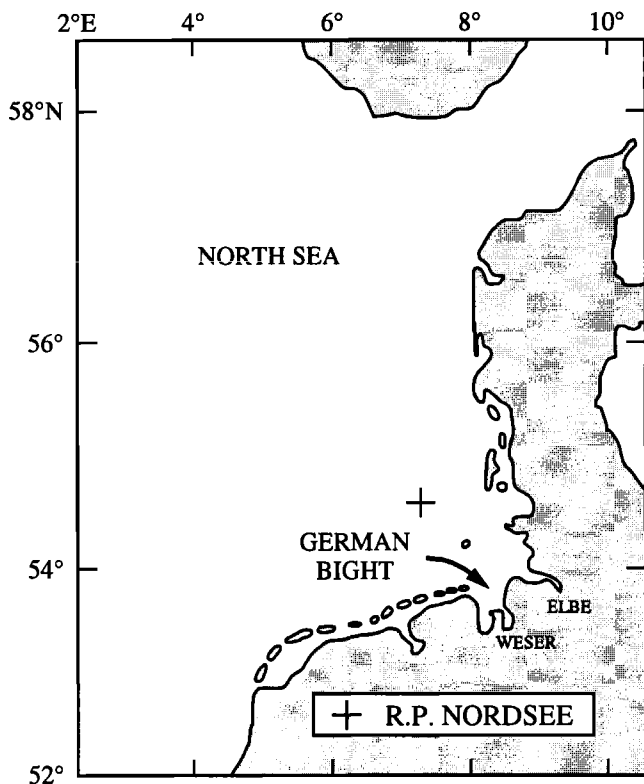 2°E 4° 6° 8° 10°
58°N
NORTH SEA
56°
GERMAN
BIGHT
54°
ELBE
WESER
R.P. NORDSEE
52°